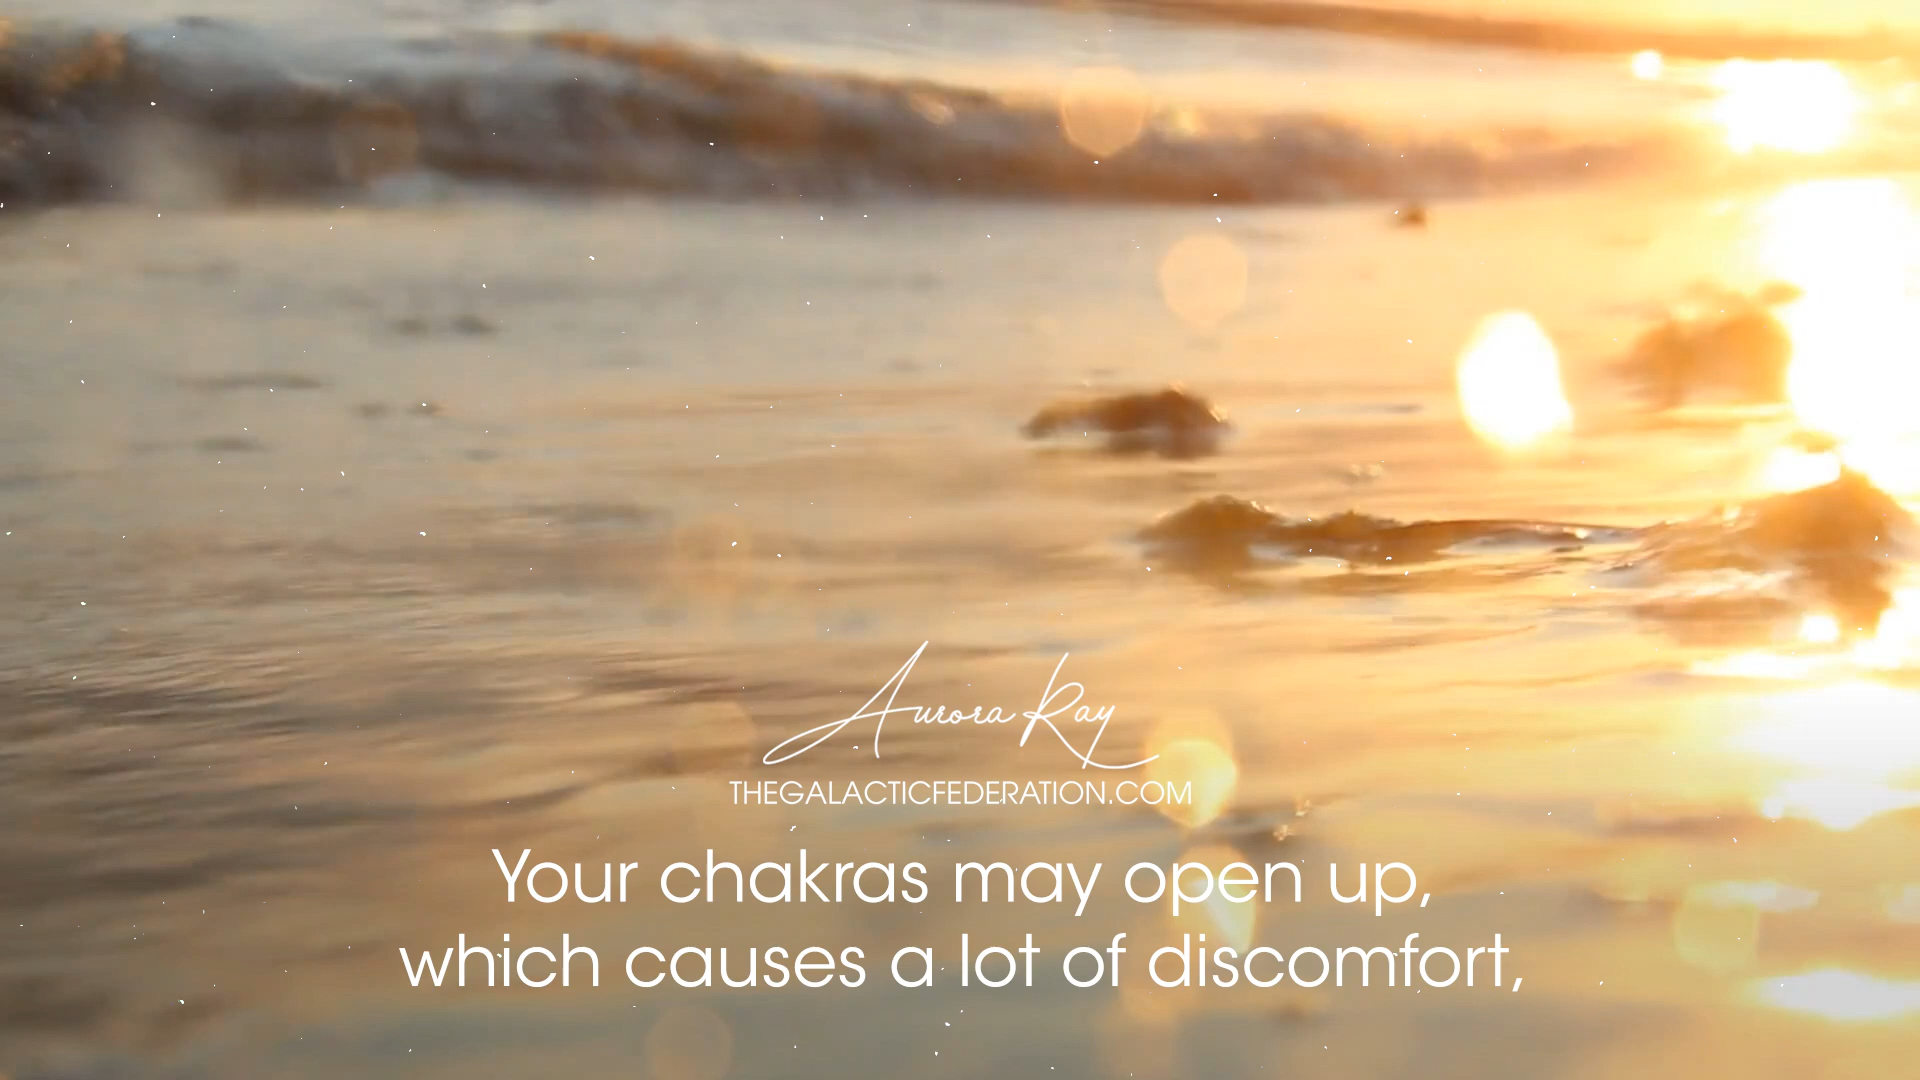 Aurora Ray
THEGALACTICFEDERATION.COM
Your chakras may open up,
which causes a lot of discomfort,